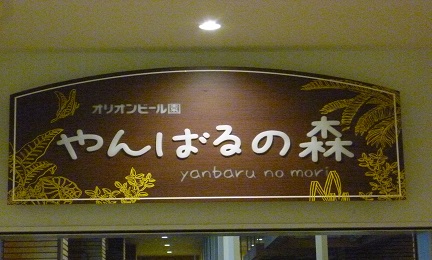 オリオンビール園
やんばるの森
yanbaru no mori